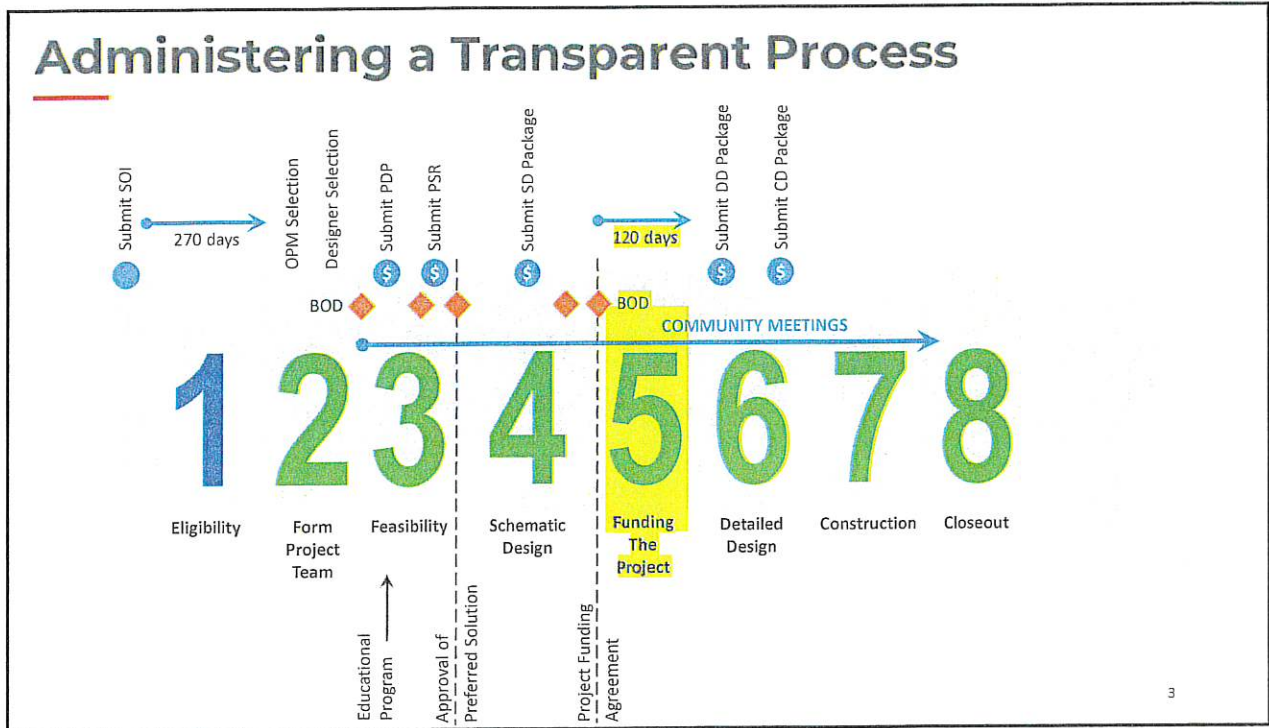 Administering a Transparent Process
Submit SOI
270 days
OPM Selection
Designer Selection
Submit PDP
Submit PSR
Submit SD Package
120 days
Submit DD Package
Submit CD Package
$
$
$
$
$
BOD
BOD
COMMUNITY MEETINGS
1
2
3
4
5
6
7
8
Eligibility
Form
Project
Team
Feasibility
Schematic
Design
Funding
The
Project
Detailed
Design
Construction
Closeout
Educational
Program
Approval of
Preferred Solution
Project Funding
Agreement
3